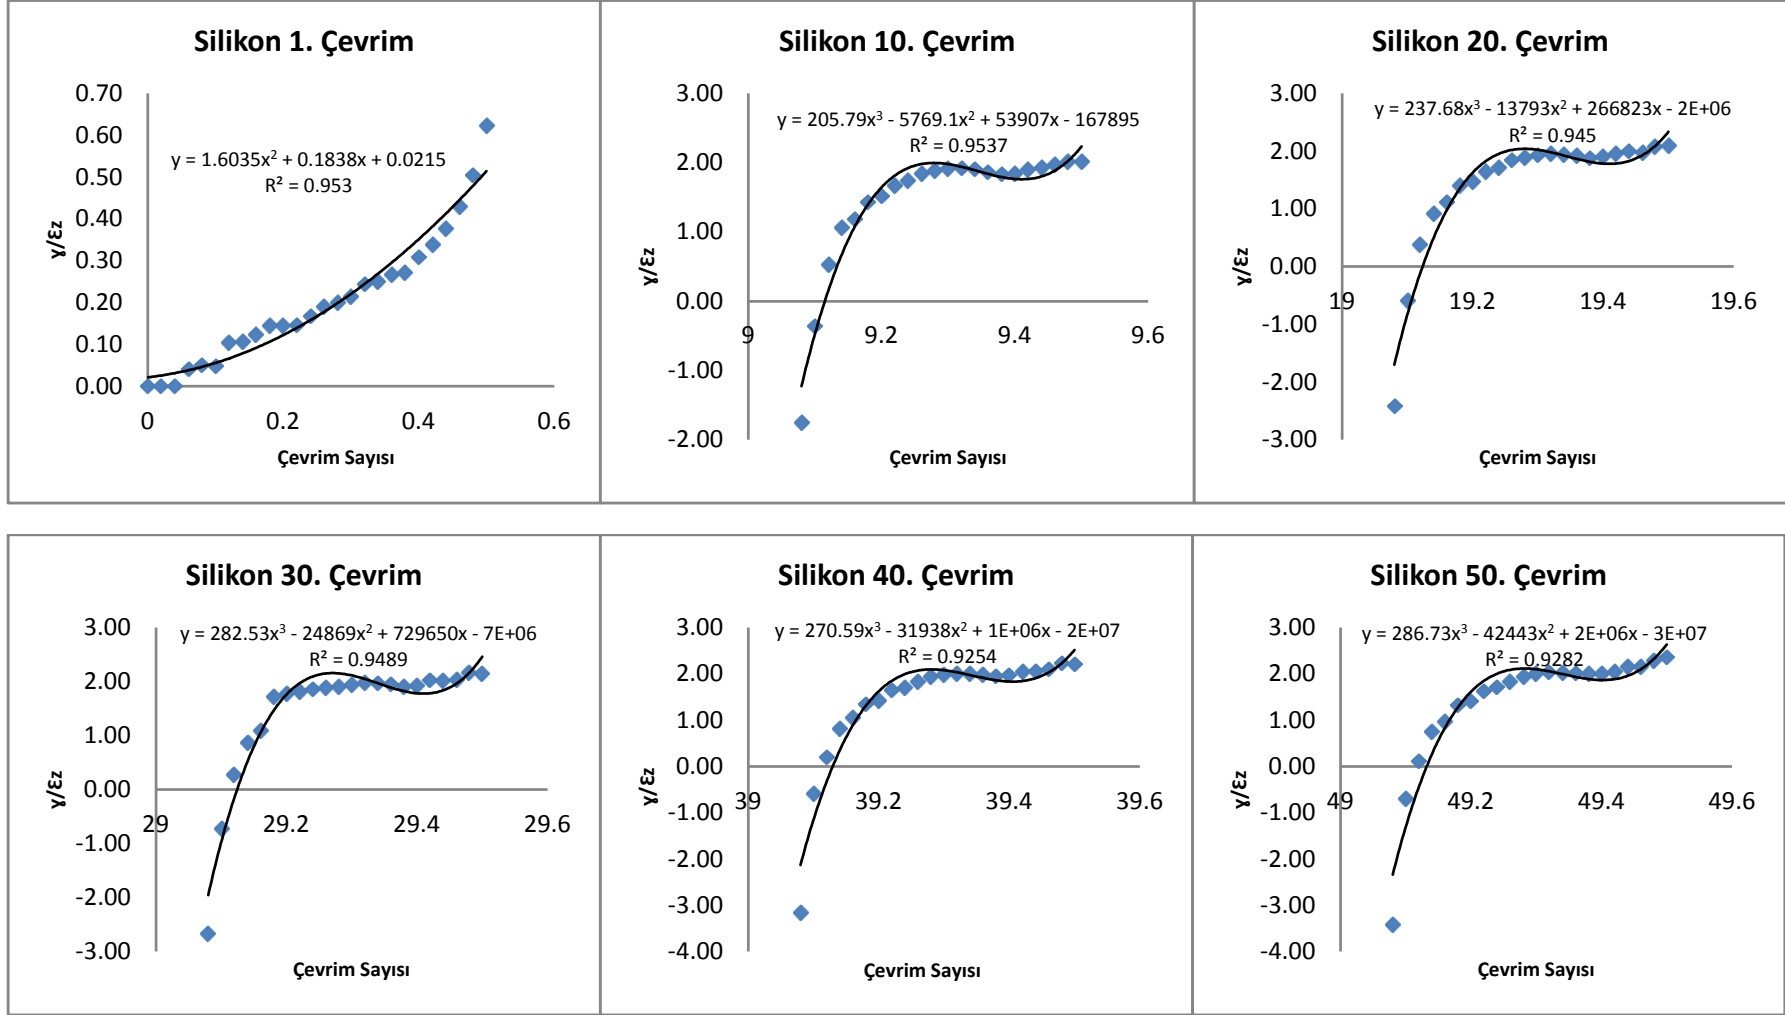 Silikon 1. Çevrim
0.70
0.60
0.50
0.40
0.30
0.20
0.10
0.00
y = 1.6035x² + 0.1838x + 0.0215
R² = 0.953
ɣ/Ɛz
0
0.2
0.4
0.6
Çevrim Sayısı
Silikon 10. Çevrim
3.00
2.00
1.00
0.00
-1.00
-2.00
y = 205.79x³ - 5769.1x² + 53907x - 167895
R² = 0.9537
ɣ/Ɛz
9
9.2
9.4
9.6
Çevrim Sayısı
Silikon 20. Çevrim
3.00
2.00
1.00
0.00
-1.00
-2.00
-3.00
y = 237.68x³ - 13793x² + 266823x - 2E+06
R² = 0.945
ɣ/Ɛz
19
19.2
19.4
19.6
Çevrim Sayısı
Silikon 30. Çevrim
3.00
2.00
1.00
0.00
-1.00
-2.00
-3.00
y = 282.53x³ - 24869x² + 729650x - 7E+06
R² = 0.9489
ɣ/Ɛz
29
29.2
29.4
29.6
Çevrim Sayısı
Silikon 40. Çevrim
3.00
2.00
1.00
0.00
-1.00
-2.00
-3.00
-4.00
y = 270.59x³ - 31938x² + 1E+06x - 2E+07
R² = 0.9254
ɣ/Ɛz
39
39.2
39.4
39.6
Çevrim Sayısı
Silikon 50. Çevrim
3.00
2.00
1.00
0.00
-1.00
-2.00
-3.00
-4.00
y = 286.73x³ - 42443x² + 2E+06x - 3E+07
R² = 0.9282
ɣ/Ɛz
49
49.2
49.4
49.6
Çevrim Sayısı